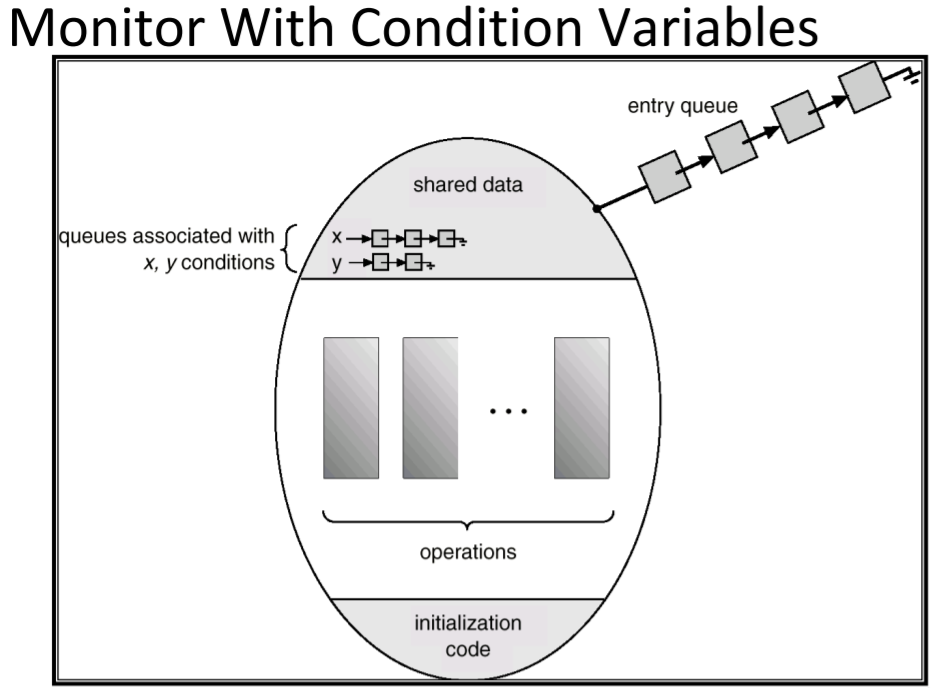 Monitor With Condition Variables
entry queue
shared data
queues associated with
x, y conditions
x
y
...
operations
initialization
code